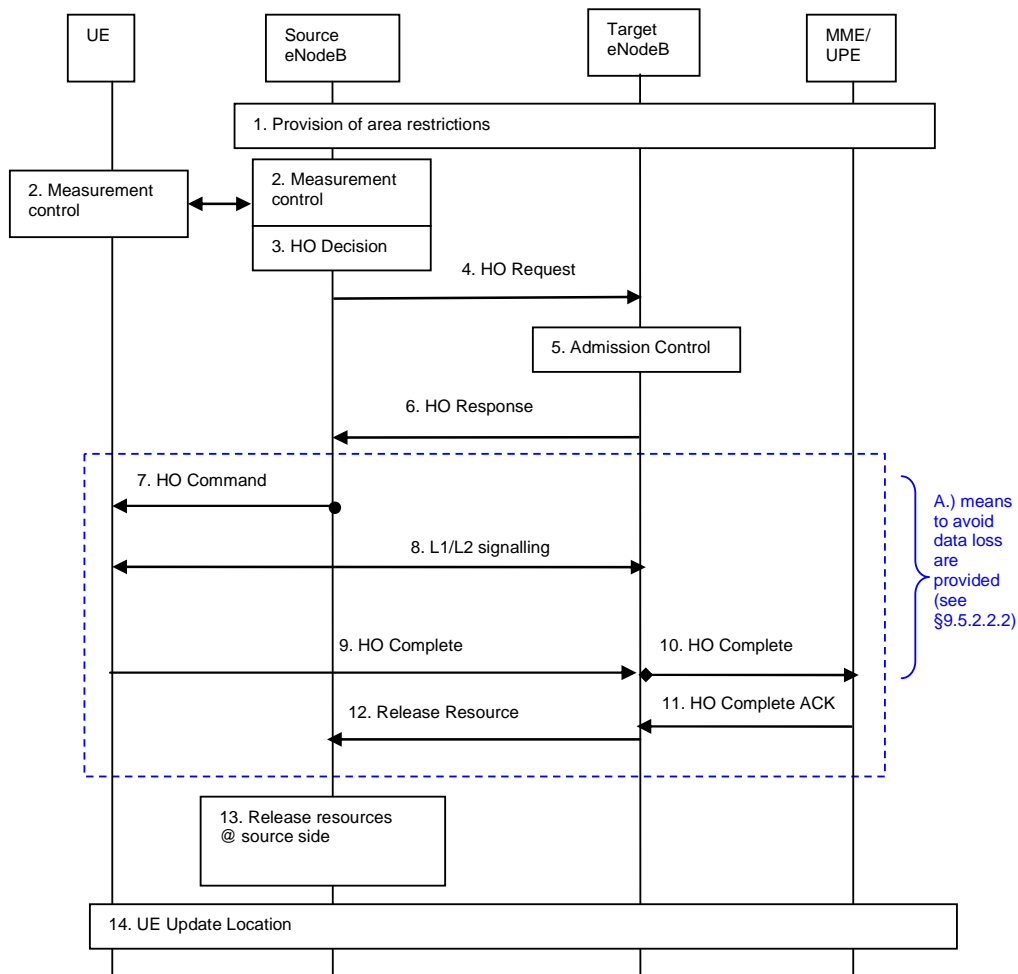 UE
Source
eNodeB
Target
eNodeB
MME/
UPE
1. Provision of area restrictions
2. Measurement
control
2. Measurement
control
3. HO Decision
4. HO Request
5. Admission Control
6. HO Response
7. HO Command
A.) means
to avoid
data loss
are
provided
(see
§9.5.2.2.2)
8. L1/L2 signalling
9. HO Complete
10. HO Complete
11. HO Complete ACK
12. Release Resource
13. Release resources
@ source side
14. UE Update Location